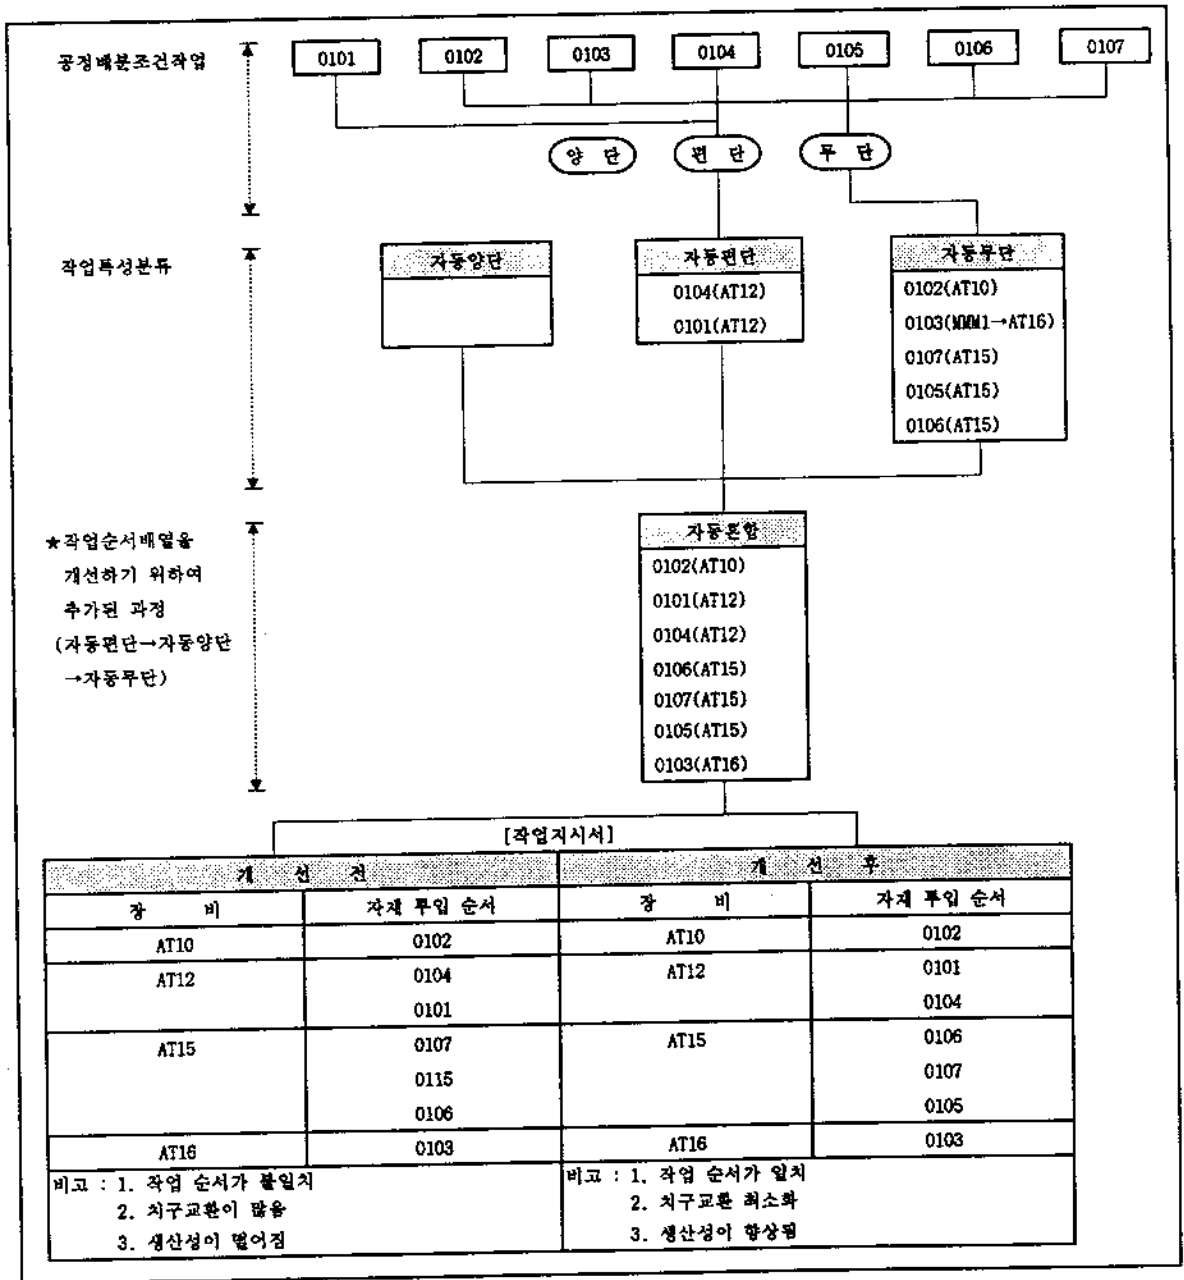 공정배분조건작업
0101 0102 0103 0104 0105 0106 0107
양 단 편 단 무 단
작업특성분류
자동양단 자동편단 자동무단
0104(AT12)
0101(AT12)
0102(AT10)
0103(MMM1→AT16)
0107(AT15)
0105(AT15)
0106(AT15)
★작업순서배열을
개선하기 위하여
추가된 과정
(자동편단→자동양단
→자동무단)
자동혼합
0102(AT10)
0101(AT12)
0104(AT12)
0106(AT15)
0107(AT15)
0105(AT15)
0103(AT16)
[작업지시서]
개 선 전 개 선 후
장 비 자재 투입 순서 장 비 자재 투입 순서
AT10 0102 AT10 0102
AT12 0104 AT12 0101
0101 0104
AT15 0107 AT15 0106
0115 0107
0106 0105
AT16 0103 AT16 0103
비고 : 1. 작업 순서가 불일치
2. 치구교환이 많음
3. 생산성이 떨어짐
비고 : 1. 작업 순서가 일치
2. 치구교환 최소화
3. 생산성이 향상됨